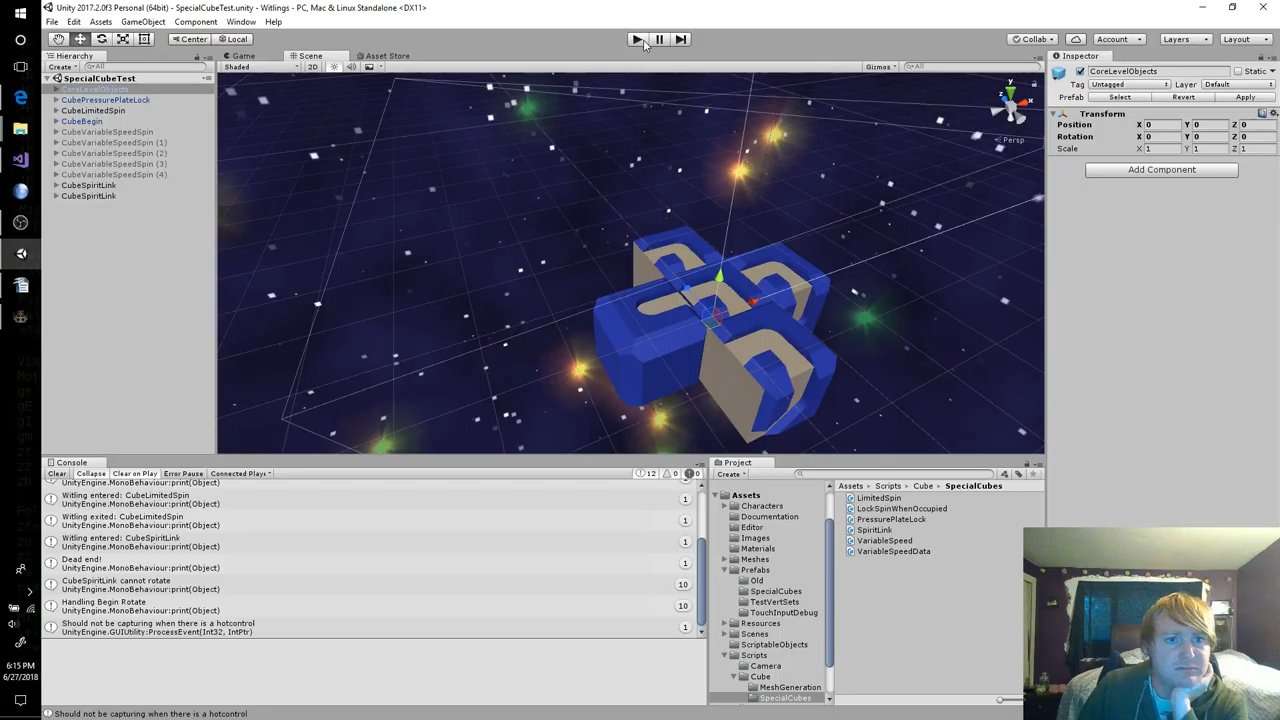 Unity 2017.2.0f3 Personal (64bit) - SpecialCubeTest.unity - Witlings - PC, Mac & Linux Standalone <DX11>
File Edit Assets GameObject Component Window Help
Center Local Collab Account Layers Layout
Hierarchy Game Scene Asset Store Inspector
Create All Shaded 2D Gizmos All
SpecialCubeTest
CoreLevelObjects
CubePressurePlateLock
CubeLimitedSpin
CubeBegin
CubeVariableSpeedSpin
CubeVariableSpeedSpin (1)
CubeVariableSpeedSpin (2)
CubeVariableSpeedSpin (3)
CubeVariableSpeedSpin (4)
CubeSpiritLink
CubeSpiritLink
y
x
z
Persp
CoreLevelObjects Static
Tag Untagged Layer Default
Prefab Select Revert Apply
Transform
Position X 0 Y 0 Z 0
Rotation X 0 Y 0 Z 0
Scale X 1 Y 1 Z 1
Add Component
Console
Clear Collapse Clear on Play Error Pause Connected Playe 12 0 0
UnityEngine.MonoBehaviour:print(Object)
Witling entered: CubeLimitedSpin
UnityEngine.MonoBehaviour:print(Object) 1
Witling exited: CubeLimitedSpin
UnityEngine.MonoBehaviour:print(Object) 1
Witling entered: CubeSpiritLink
UnityEngine.MonoBehaviour:print(Object) 1
Dead end!
UnityEngine.MonoBehaviour:print(Object) 1
CubeSpiritLink cannot rotate
UnityEngine.MonoBehaviour:print(Object) 10
Handling Begin Rotate
UnityEngine.MonoBehaviour:print(Object) 10
Should not be capturing when there is a hotcontrol
UnityEngine.GUIUtility:ProcessEvent(Int32, IntPtr) 1
Should not be capturing when there is a hotcontrol
Project
Create
Assets
Characters
Documentation
Editor
Images
Materials
Meshes
Prefabs
Old
SpecialCubes
TestVertSets
TouchInputDebug
Resources
Scenes
ScriptableObjects
Scripts
Camera
Cube
MeshGeneration
SpecialCubes
Assets Scripts Cube SpecialCubes
LimitedSpin
LockSpinWhenOccupied
PressurePlateLock
SpiritLink
VariableSpeed
VariableSpeedData
6:15 PM
6/27/2018